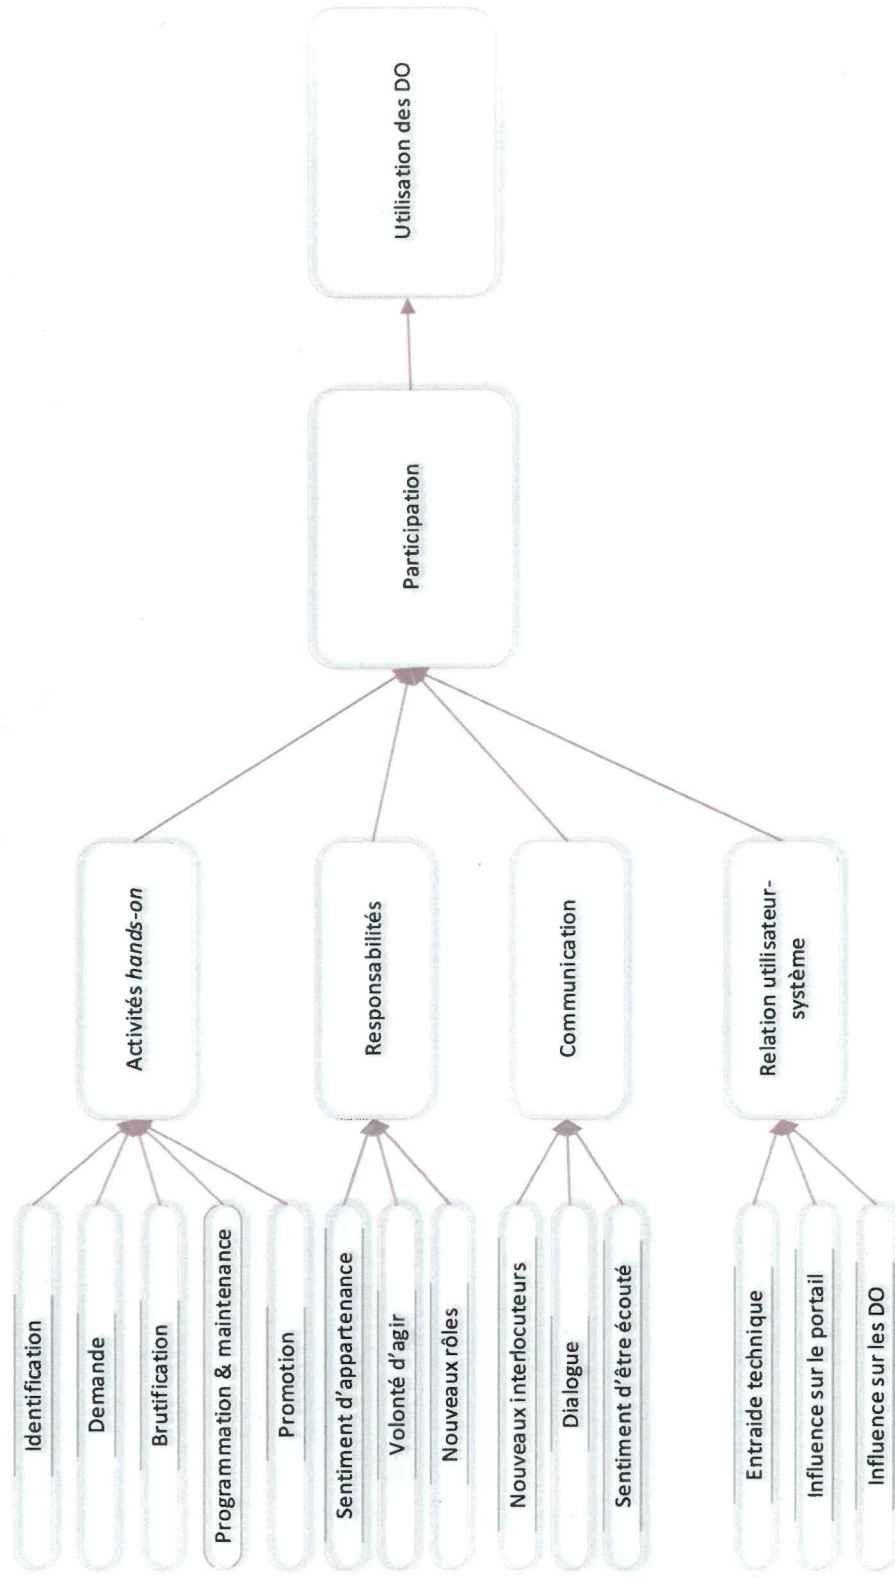 Identification
Demande
Brutification
Programmation & maintenance
Promotion
Sentiment d'appartenance
Volonté d'agir
Nouveaux rôles
Nouveaux interlocuteurs
Dialogue
Sentiment d'être écouté
Entraide technique
Influence sur le portail
Influence sur les DO
Activités hands-on
Responsabilités
Communication
Relation utilisateur-
système
Participation
Utilisation des DO